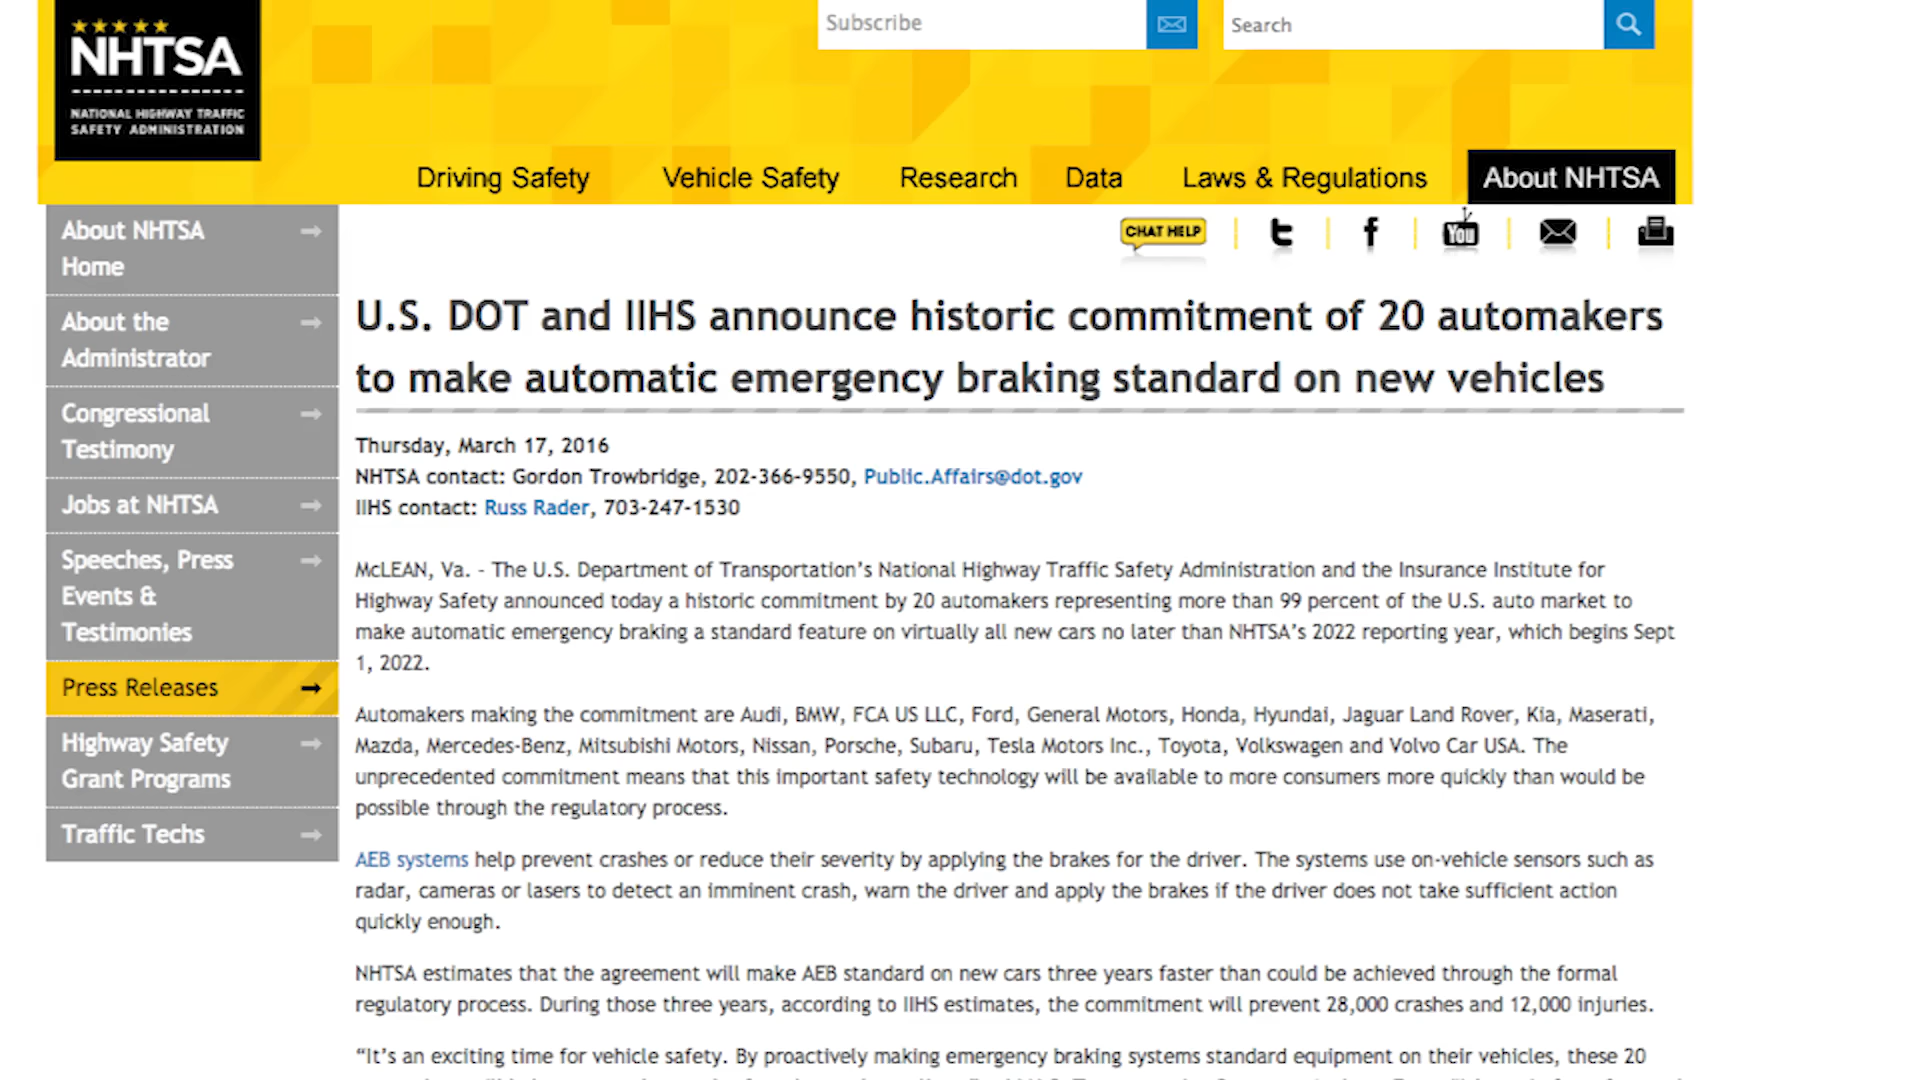 NHTSA
NATIONAL HIGHWAY TRAFFIC
SAFETY ADMINISTRATION
Subscribe
Search
Driving Safety
Vehicle Safety
Research
Data
Laws & Regulations
About NHTSA
About NHTSA
Home
About the
Administrator
Congressional
Testimony
Jobs at NHTSA
Speeches, Press
Events &
Testimonies
Press Releases
Highway Safety
Grant Programs
Traffic Techs
CHAT HELP
You
U.S. DOT and IIHS announce historic commitment of 20 automakers
to make automatic emergency braking standard on new vehicles
Thursday, March 17, 2016
NHTSA contact: Gordon Trowbridge, 202-366-9550, Public.Affairs@dot.gov
IIHS contact: Russ Rader, 703-247-1530
McLEAN, Va. - The U.S. Department of Transportation's National Highway Traffic Safety Administration and the Insurance Institute for
Highway Safety announced today a historic commitment by 20 automakers representing more than 99 percent of the U.S. auto market to
make automatic emergency braking a standard feature on virtually all new cars no later than NHTSA's 2022 reporting year, which begins Sept
1, 2022.
Automakers making the commitment are Audi, BMW, FCA US LLC, Ford, General Motors, Honda, Hyundai, Jaguar Land Rover, Kia, Maserati,
Mazda, Mercedes-Benz, Mitsubishi Motors, Nissan, Porsche, Subaru, Tesla Motors Inc., Toyota, Volkswagen and Volvo Car USA. The
unprecedented commitment means that this important safety technology will be available to more consumers more quickly than would be
possible through the regulatory process.
AEB systems help prevent crashes or reduce their severity by applying the brakes for the driver. The systems use on-vehicle sensors such as
radar, cameras or lasers to detect an imminent crash, warn the driver and apply the brakes if the driver does not take sufficient action
quickly enough.
NHTSA estimates that the agreement will make AEB standard on new cars three years faster than could be achieved through the formal
regulatory process. During those three years, according to IIHS estimates, the commitment will prevent 28,000 crashes and 12,000 injuries.
“It's an exciting time for vehicle safety. By proactively making emergency braking systems standard equipment on their vehicles, these 20